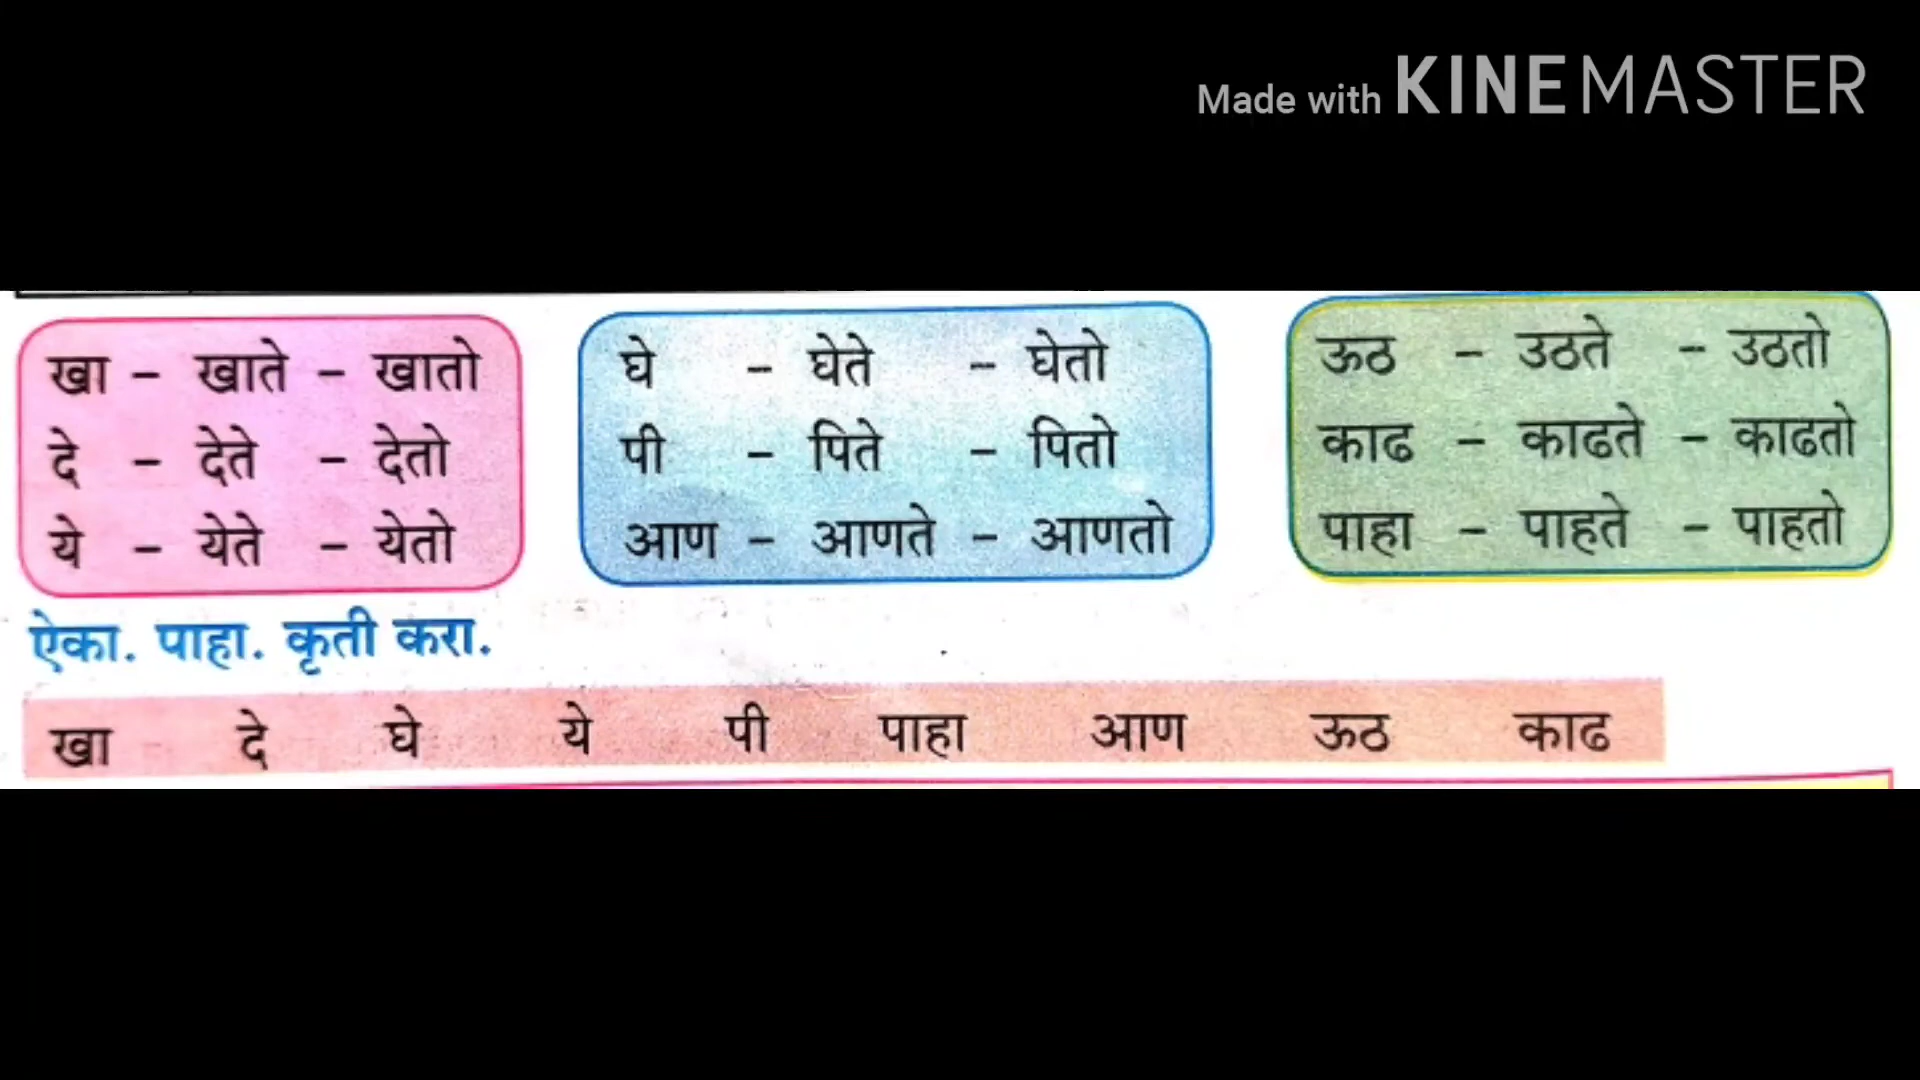 Made with KINEMASTER
खा – खाते – खातो
दे – देते – देतो
ये – येते – येतो
घे – घेते – घेतो
पी – पिते – पितो
आण – आणते – आणतो
ऊठ – उठते – उठतो
काढ – काढते – काढतो
पाहा – पाहते – पाहतो
ऐका. पाहा. कृती करा.
खा दे घे ये पी पाहा आण ऊठ काढ